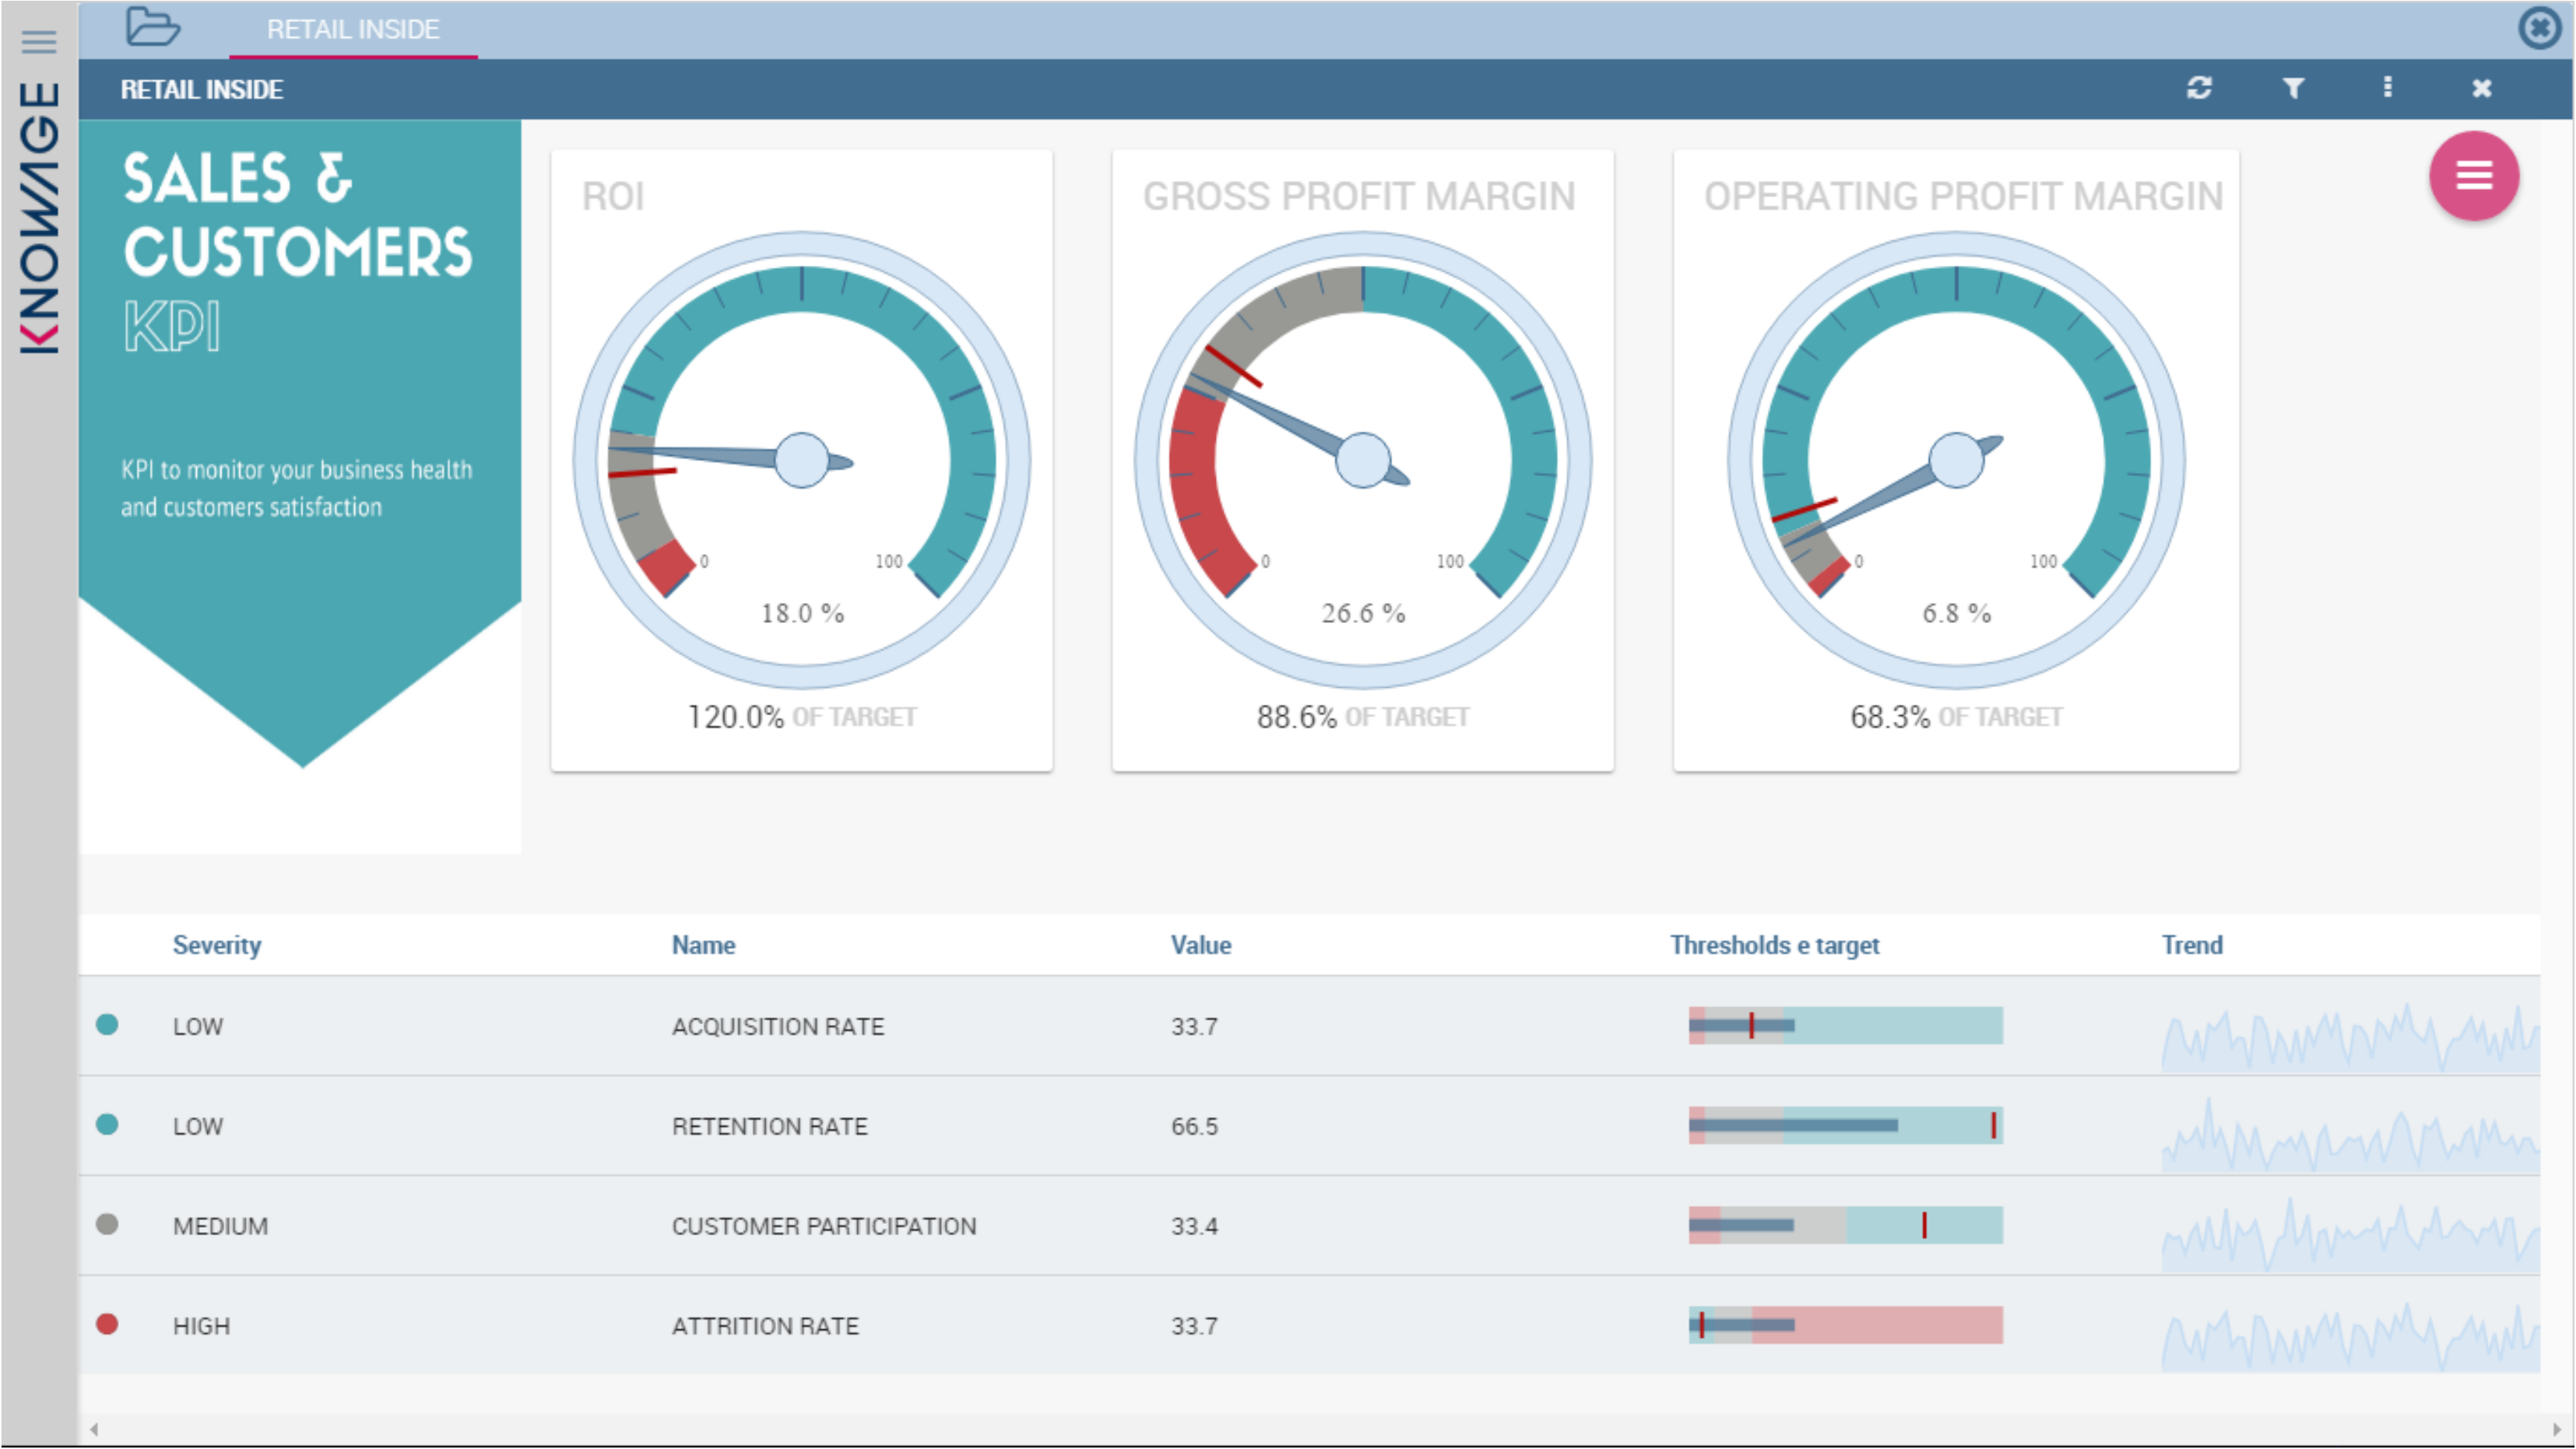 KNOWAGE
RETAIL INSIDE
RETAIL INSIDE
SALES &
CUSTOMERS
KPI
KPI to monitor your business health
and customers satisfaction
ROI
0
100
18.0 %
120.0% OF TARGET
GROSS PROFIT MARGIN
0
100
26.6 %
88.6% OF TARGET
OPERATING PROFIT MARGIN
0
100
6.8 %
68.3% OF TARGET
Severity Name Value Thresholds e target Trend
LOW ACQUISITION RATE 33.7
LOW RETENTION RATE 66.5
MEDIUM CUSTOMER PARTICIPATION 33.4
HIGH ATTRITION RATE 33.7